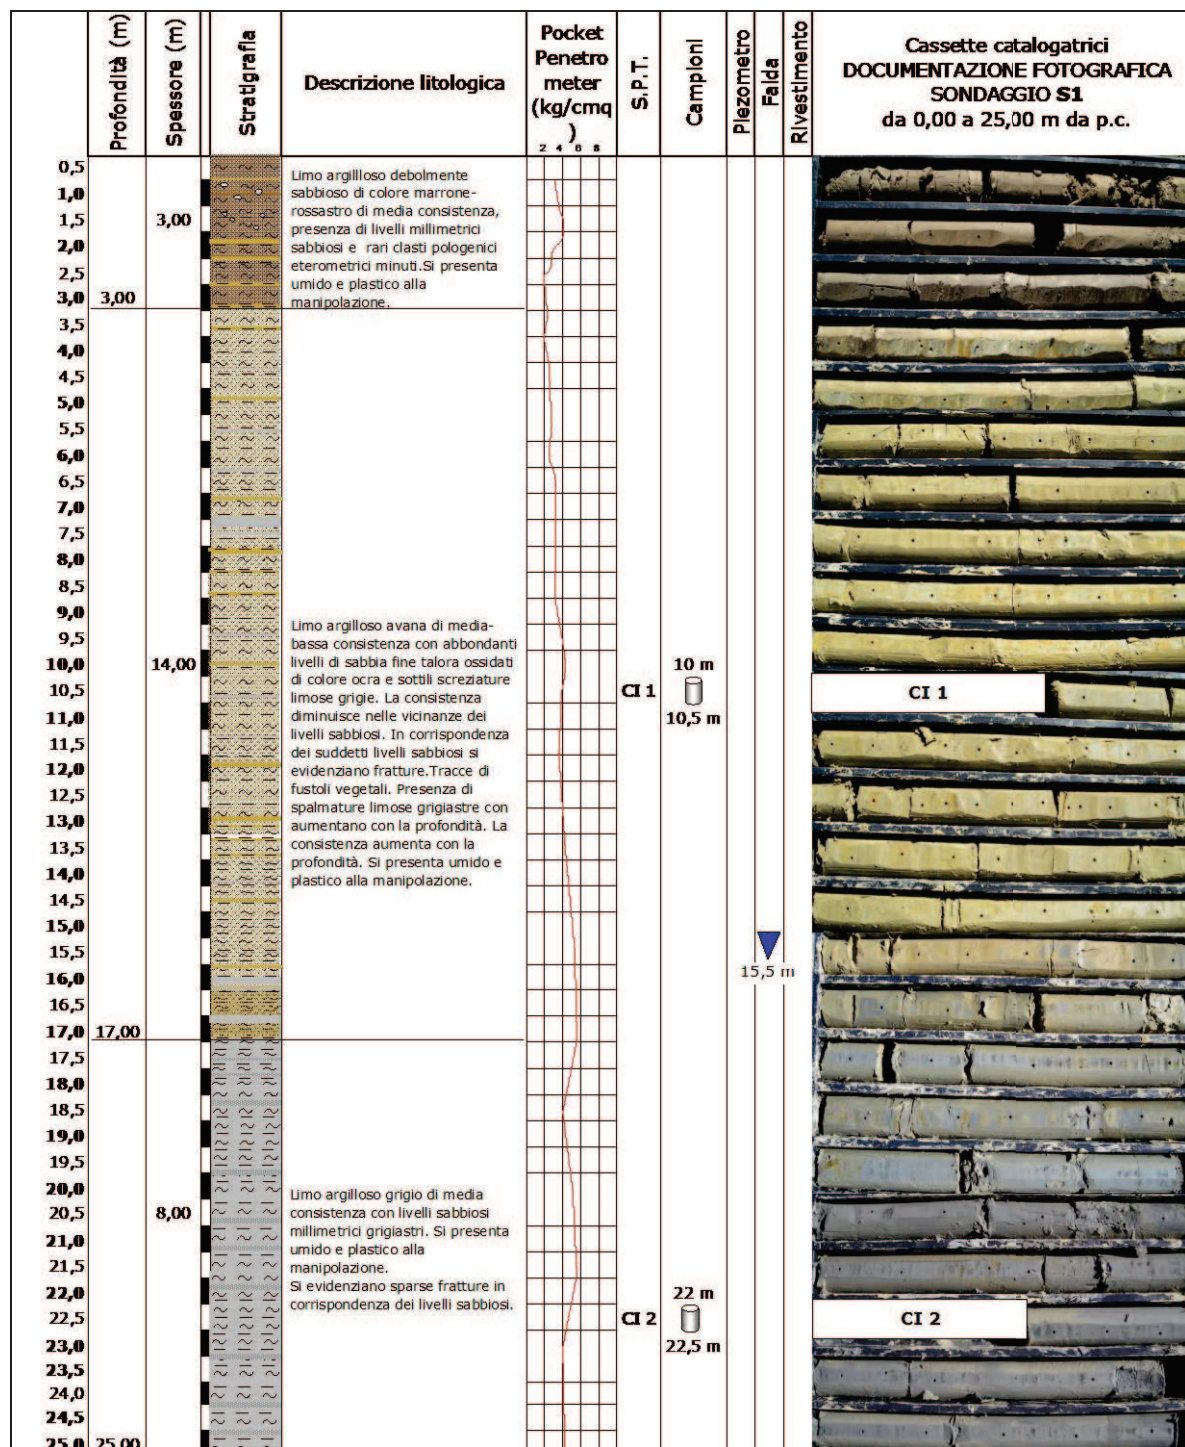 Profondità (m)
Spessore (m)
Stratigrafia
Descrizione litologica
Pocket
Penetro
meter
(kg/cmq
)
2 4 6 8
S.P.T.
Campioni
Piezometro
Falda
Rivestimento
Cassette catalogatrici
DOCUMENTAZIONE FOTOGRAFICA
SONDAGGIO S1
da 0,00 a 25,00 m da p.c.
0,5
1,0
1,5
2,0
2,5
3,0
3,5
4,0
4,5
5,0
5,5
6,0
6,5
7,0
7,5
8,0
8,5
9,0
9,5
10,0
10,5
11,0
11,5
12,0
12,5
13,0
13,5
14,0
14,5
15,0
15,5
16,0
16,5
17,0
17,5
18,0
18,5
19,0
19,5
20,0
20,5
21,0
21,5
22,0
22,5
23,0
23,5
24,0
24,5
25,0
3,00
17,00
25,00
3,00
14,00
8,00
Limo argillloso debolmente
sabbioso di colore marrone-
rossastro di media consistenza,
presenza di livelli millimetrici
sabbiosi e rari clasti pologenici
eterometrici minuti.Si presenta
umido e plastico alla
manipolazione.
Limo argilloso avana di media-
bassa consistenza con abbondanti
livelli di sabbia fine talora ossidati
di colore ocra e sottili screziature
limose grigie. La consistenza
diminuisce nelle vicinanze dei
livelli sabbiosi. In corrispondenza
dei suddetti livelli sabbiosi si
evidenziano fratture.Tracce di
fustoli vegetali. Presenza di
spalmature limose grigiastre con
aumentano con la profondità. La
consistenza aumenta con la
profondità. Si presenta umido e
plastico alla manipolazione.
Limo argilloso grigio di media
consistenza con livelli sabbiosi
millimetrici grigiastri. Si presenta
umido e plastico alla
manipolazione.
Si evidenziano sparse fratture in
corrispondenza dei livelli sabbiosi.
CI 1
10 m
10,5 m
15,5 m
CI 2
22 m
22,5 m
CI 1
CI 2